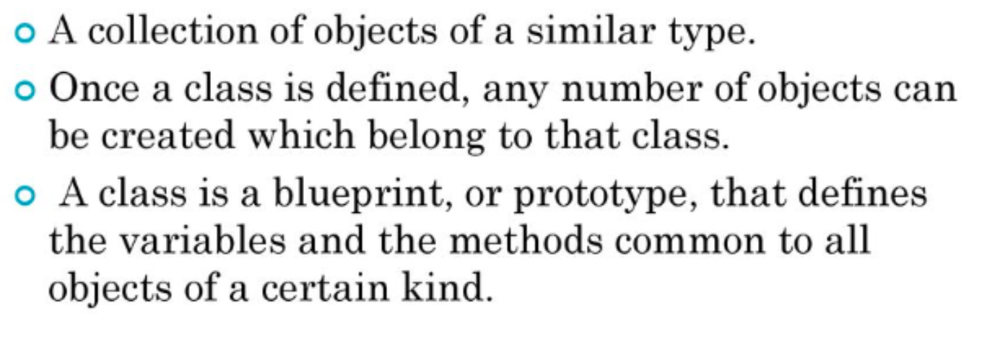 A collection of objects of a similar type.
Once a class is defined, any number of objects can
be created which belong to that class.
A class is a blueprint, or prototype, that defines
the variables and the methods common to all
objects of a certain kind.